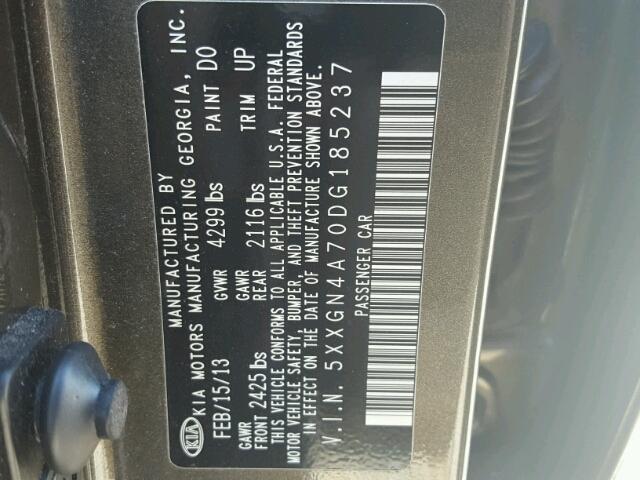 MANUFACTURED BY
KIA KIA MOTORS MANUFACTURING GEORGIA, INC.
FEB/15/13 GVWR 4299 lbs PAINT DO
GAWR FRONT 2425 lbs GAWR REAR 2116 lbs TRIM UP
THIS VEHICLE CONFORMS TO ALL APPLICABLE U.S.A. FEDERAL
MOTOR VEHICLE SAFETY, BUMPER, AND THEFT PREVENTION STANDARDS
IN EFFECT ON THE DATE OF MANUFACTURE SHOWN ABOVE.
V.I.N. 5XXGN4A70DG185237
PASSENGER CAR